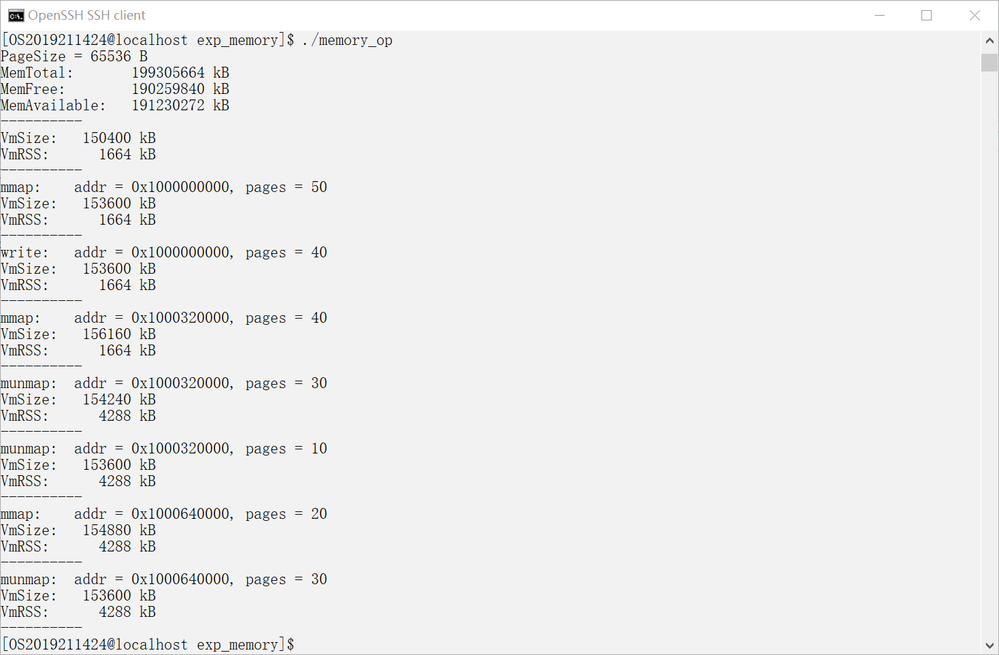 OpenSSH SSH client
[OS2019211424@localhost exp_memory]$ ./memory_op
PageSize = 65536 B
MemTotal:       199305664 kB
MemFree:        190259840 kB
MemAvailable:   191230272 kB
----------
VmSize:   150400 kB
VmRSS:      1664 kB
----------
mmap:    addr = 0x1000000000, pages = 50
VmSize:   153600 kB
VmRSS:      1664 kB
----------
write:   addr = 0x1000000000, pages = 40
VmSize:   153600 kB
VmRSS:      1664 kB
----------
mmap:    addr = 0x1000320000, pages = 40
VmSize:   156160 kB
VmRSS:      1664 kB
----------
munmap:  addr = 0x1000320000, pages = 30
VmSize:   154240 kB
VmRSS:      4288 kB
----------
munmap:  addr = 0x1000320000, pages = 10
VmSize:   153600 kB
VmRSS:      4288 kB
----------
mmap:    addr = 0x1000640000, pages = 20
VmSize:   154880 kB
VmRSS:      4288 kB
----------
munmap:  addr = 0x1000640000, pages = 30
VmSize:   153600 kB
VmRSS:      4288 kB
----------
[OS2019211424@localhost exp_memory]$